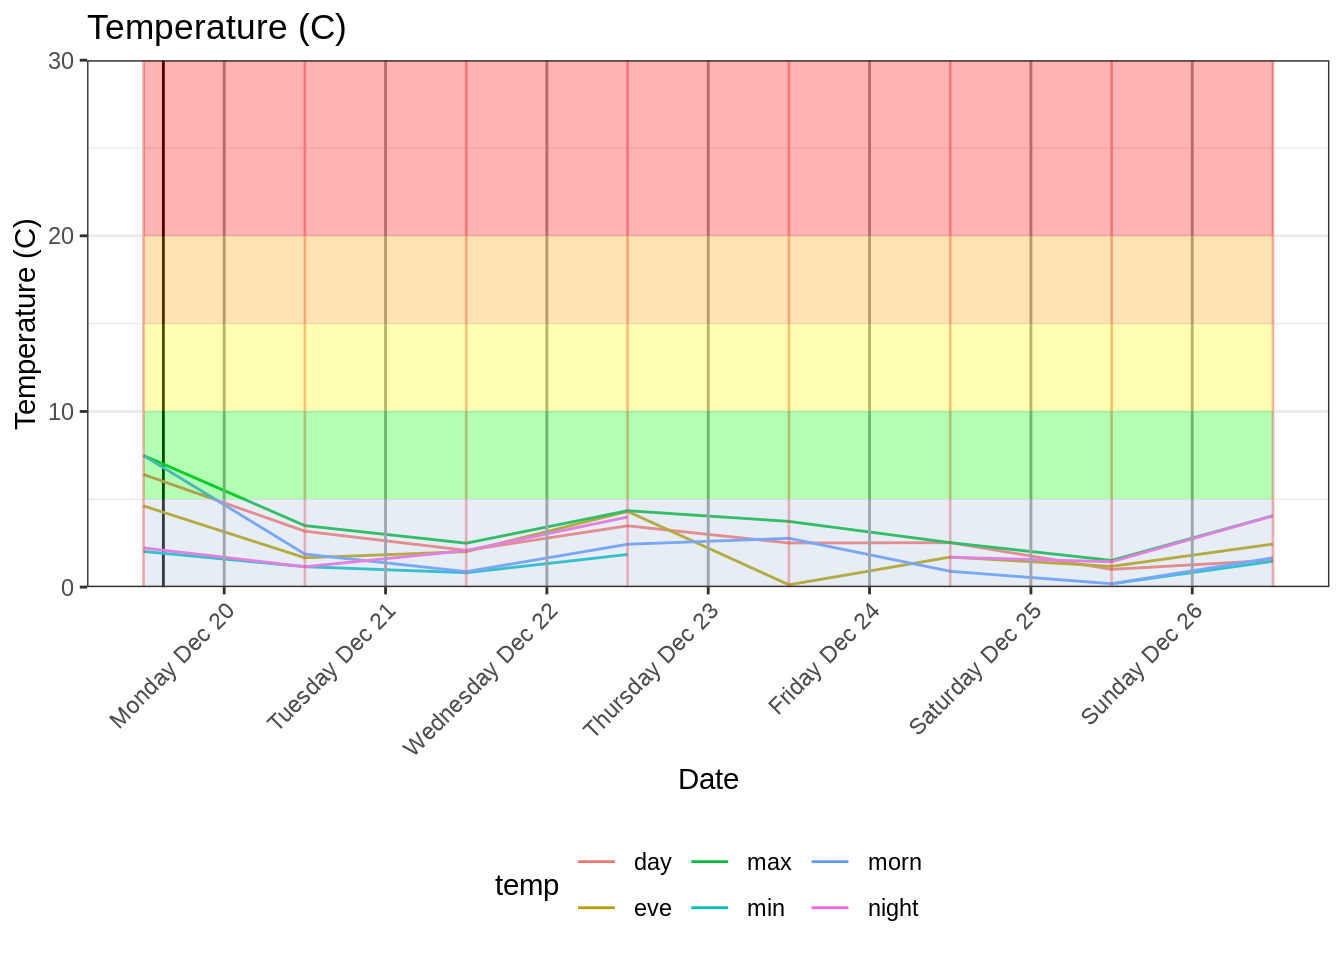 Temperature (C)
30
20
10
0
Temperature (C)
Monday Dec 20
Tuesday Dec 21
Wednesday Dec 22
Thursday Dec 23
Friday Dec 24
Saturday Dec 25
Sunday Dec 26
Date
temp
day max morn
eve min night